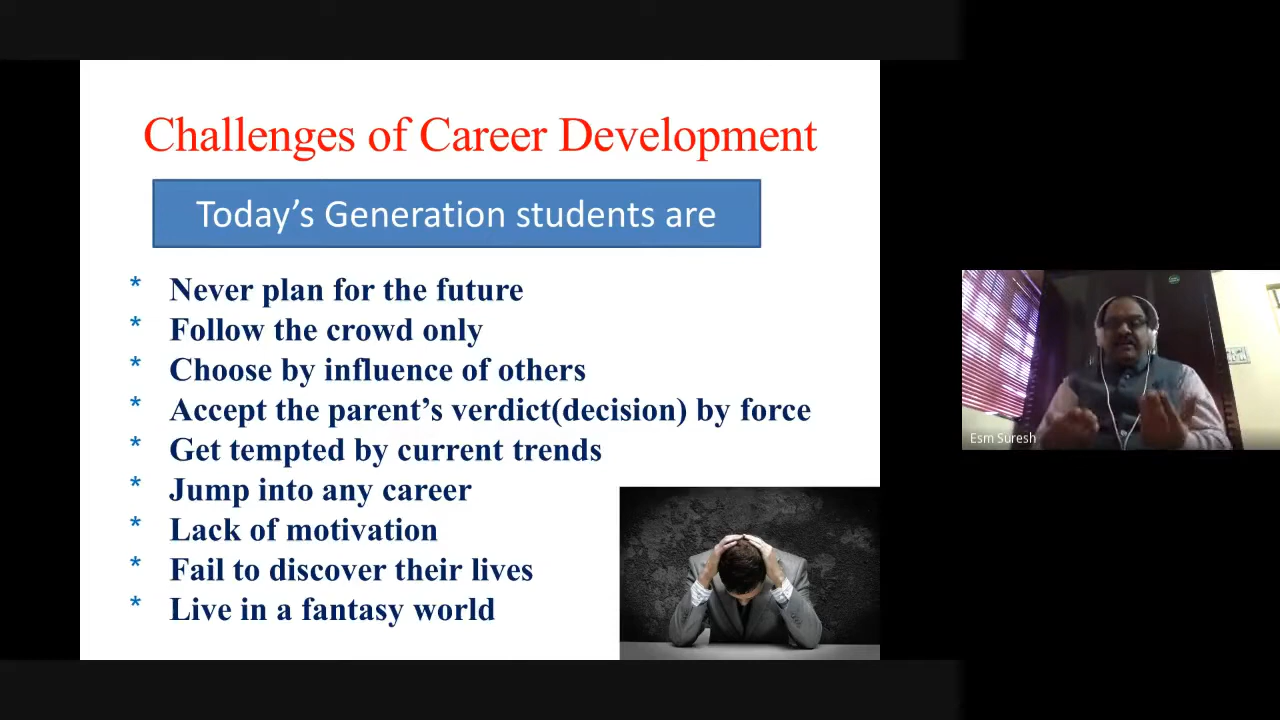 Challenges of Career Development
Today’s Generation students are
* Never plan for the future
* Follow the crowd only
* Choose by influence of others
* Accept the parent’s verdict(decision) by force
* Get tempted by current trends
* Jump into any career
* Lack of motivation
* Fail to discover their lives
* Live in a fantasy world
Esm Suresh